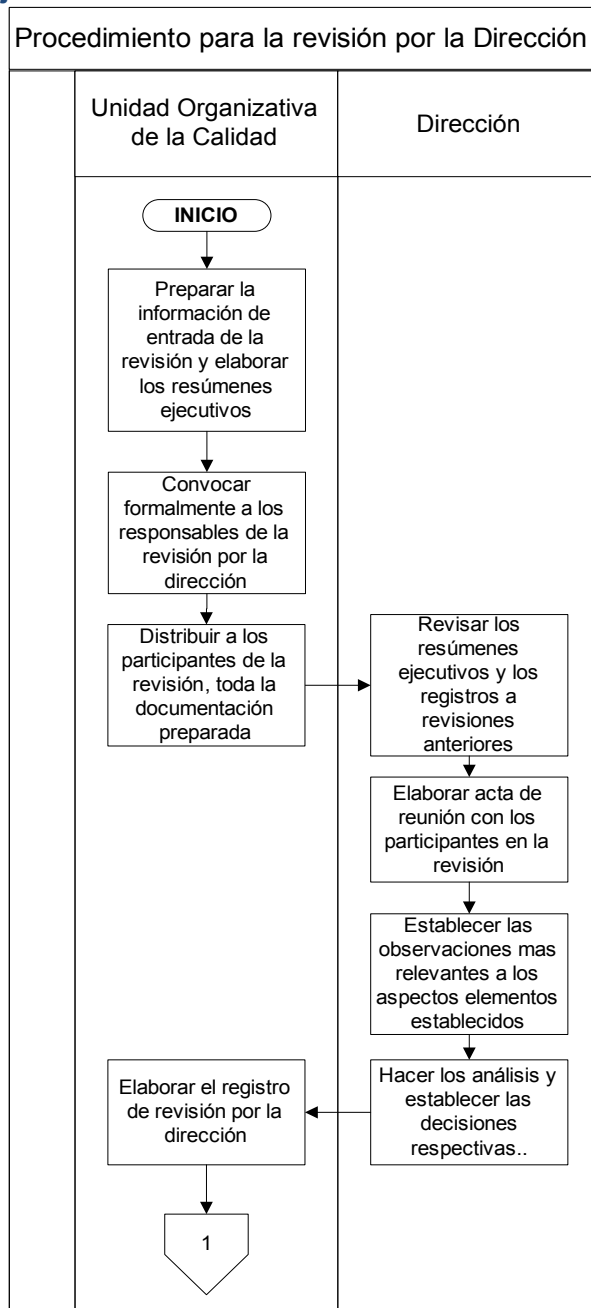 Procedimiento para la revisión por la Dirección
Unidad Organizativa
de la Calidad
Dirección
INICIO
Preparar la
información de
entrada de la
revisión y elaborar
los resúmenes
ejecutivos
Convocar
formalmente a los
responsables de la
revisión por la
dirección
Distribuir a los
participantes de la
revisión, toda la
documentación
preparada
Revisar los
resúmenes
ejecutivos y los
registros a
revisiones
anteriores
Elaborar acta de
reunión con los
participantes en la
revisión
Establecer las
observaciones mas
relevantes a los
aspectos elementos
establecidos
Hacer los análisis y
establecer las
decisiones
respectivas..
Elaborar el registro
de revisión por la
dirección
1